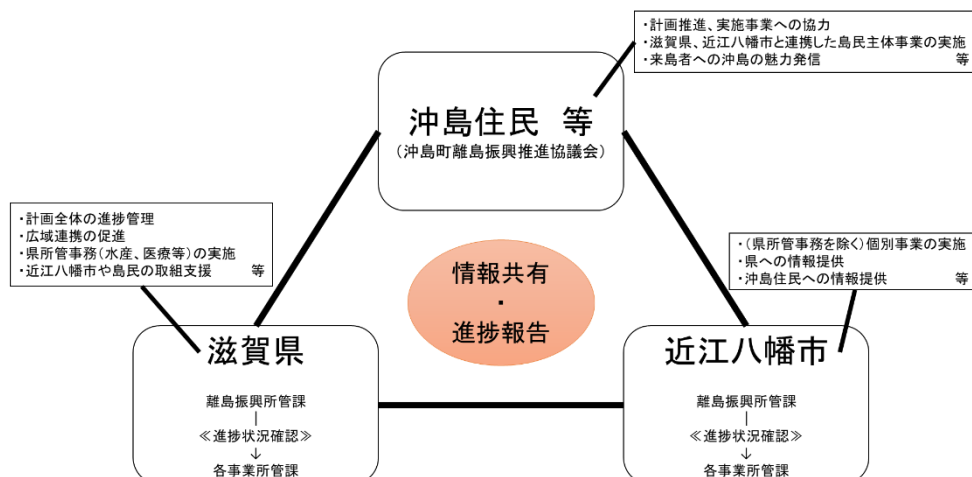 ・計画推進、実施事業への協力
・滋賀県、近江八幡市と連携した島民主体事業の実施
・来島者への沖島の魅力発信　　　　　　　等
沖島住民　等
（沖島町離島振興推進協議会）
・計画全体の進捗管理
・広域連携の促進
・県所管事務（水産、医療等）の実施
・近江八幡市や島民の取組支援　　　等
・（県所管事務を除く）個別事業の実施
・県への情報提供
・沖島住民への情報提供　　　　　等
情報共有
・
進捗報告
滋賀県
離島振興所管課
｜
≪進捗状況確認≫
↓
各事業所管課
近江八幡市
離島振興所管課
｜
≪進捗状況確認≫
↓
各事業所管課